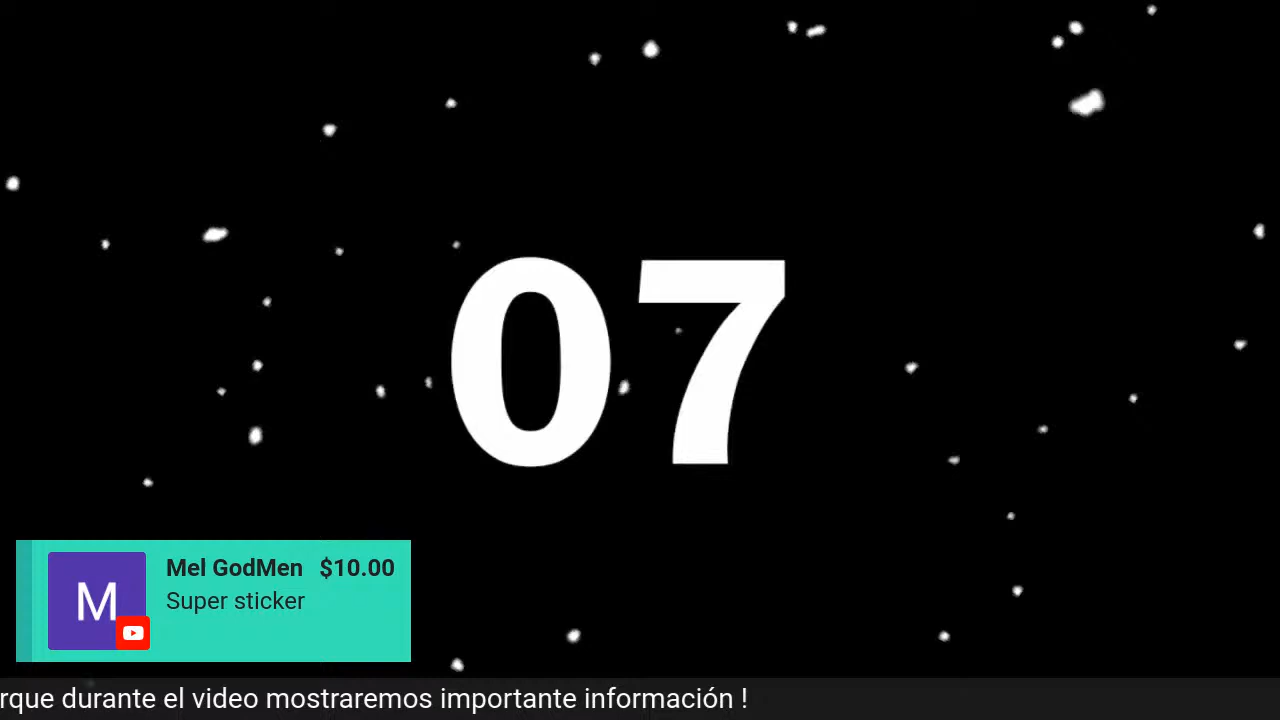 07
Mel GodMen $10.00
M
Super sticker
rque durante el video mostraremos importante información !